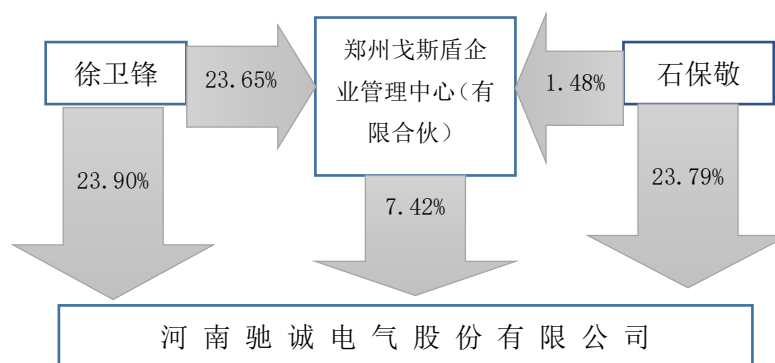 徐卫锋
23.65%
郑州戈斯盾企
业管理中心（有
限合伙）
1.48%
石保敬
23.90%
7.42%
23.79%
河南驰诚电气股份有限公司